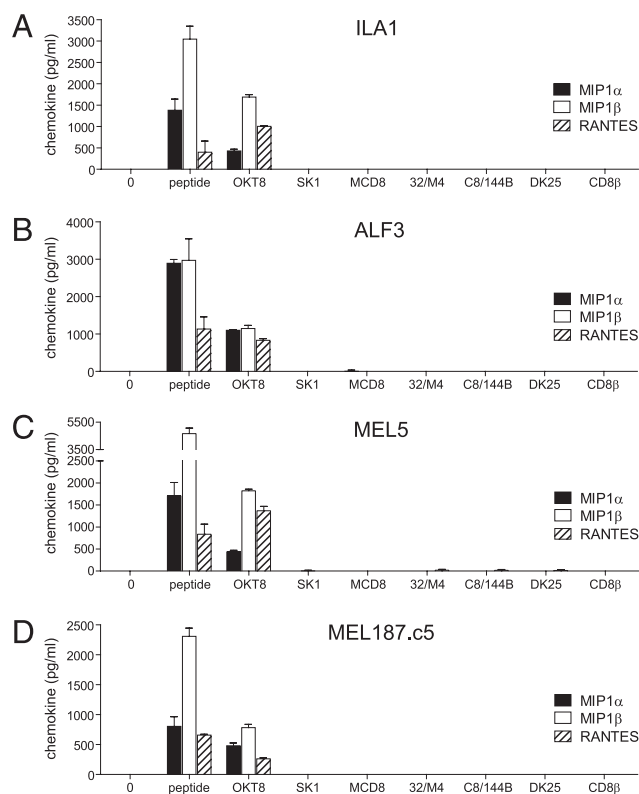 A
ILA1
chemokine (pg/ml)
3500
3000
2500
2000
1500
1000
500
0
MIP1α
MIP1β
RANTES
0 peptide OKT8 SK1 MCD8 32/M4 C8/144B DK25 CD8β
B
ALF3
chemokine (pg/ml)
4000
3000
2000
1000
0
MIP1α
MIP1β
RANTES
0 peptide OKT8 SK1 MCD8 32/M4 C8/144B DK25 CD8β
C
MEL5
chemokine (pg/ml)
5500
3500
2500
2000
1500
1000
500
0
MIP1α
MIP1β
RANTES
0 peptide OKT8 SK1 MCD8 32/M4 C8/144B DK25 CD8β
D
MEL187.c5
chemokine (pg/ml)
2500
2000
1500
1000
500
0
MIP1α
MIP1β
RANTES
0 peptide OKT8 SK1 MCD8 32/M4 C8/144B DK25 CD8β